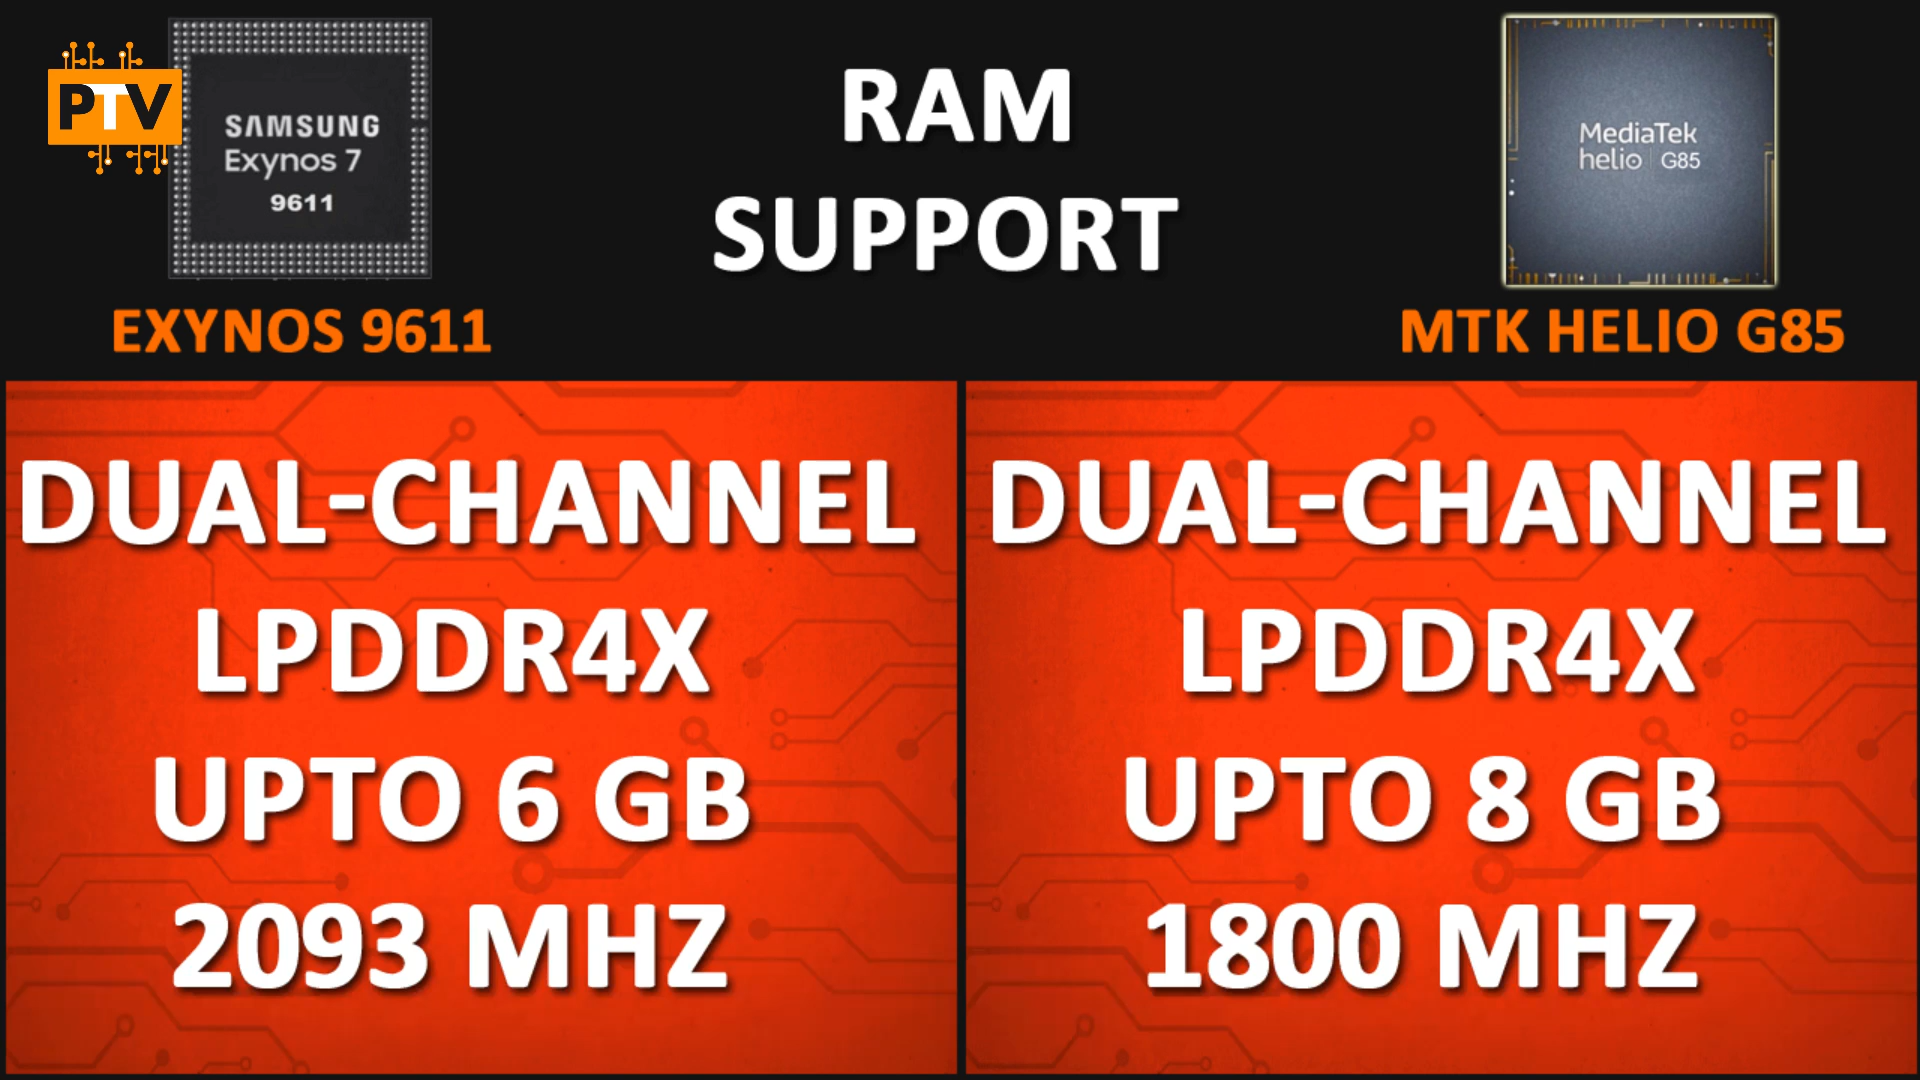 PTV
SAMSUNG
Exynos 7
9611
RAM
SUPPORT
MediaTek
helio G85
EXYNOS 9611
MTK HELIO G85
DUAL-CHANNEL
LPDDR4X
UPTO 6 GB
2093 MHZ
DUAL-CHANNEL
LPDDR4X
UPTO 8 GB
1800 MHZ